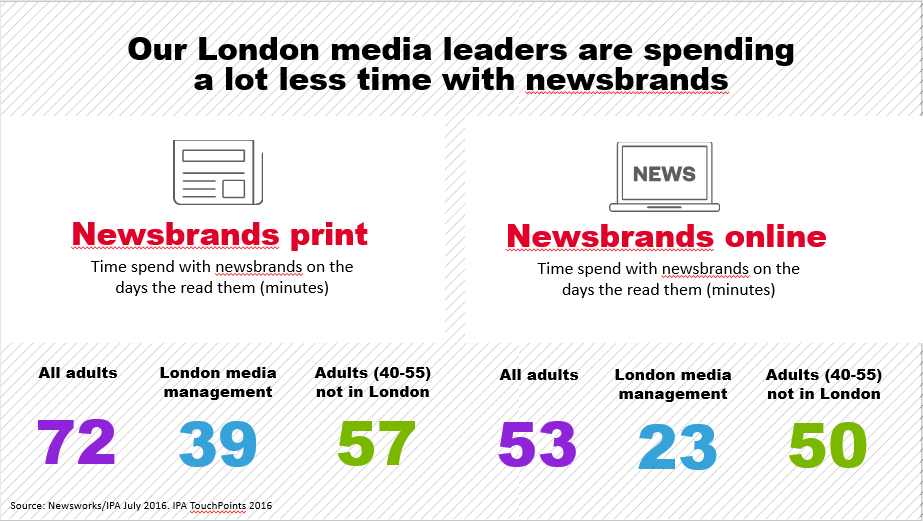 Our London media leaders are spending
a lot less time with newsbrands
NEWS
Newsbrands print
Time spend with newsbrands on the
days the read them (minutes)
Newsbrands online
Time spend with newsbrands on the
days the read them (minutes)
All adults
72
London media
management
39
Adults (40-55)
not in London
57
All adults
53
London media
management
23
Adults (40-55)
not in London
50
Source: Newsworks/IPA July 2016. IPA TouchPoints 2016